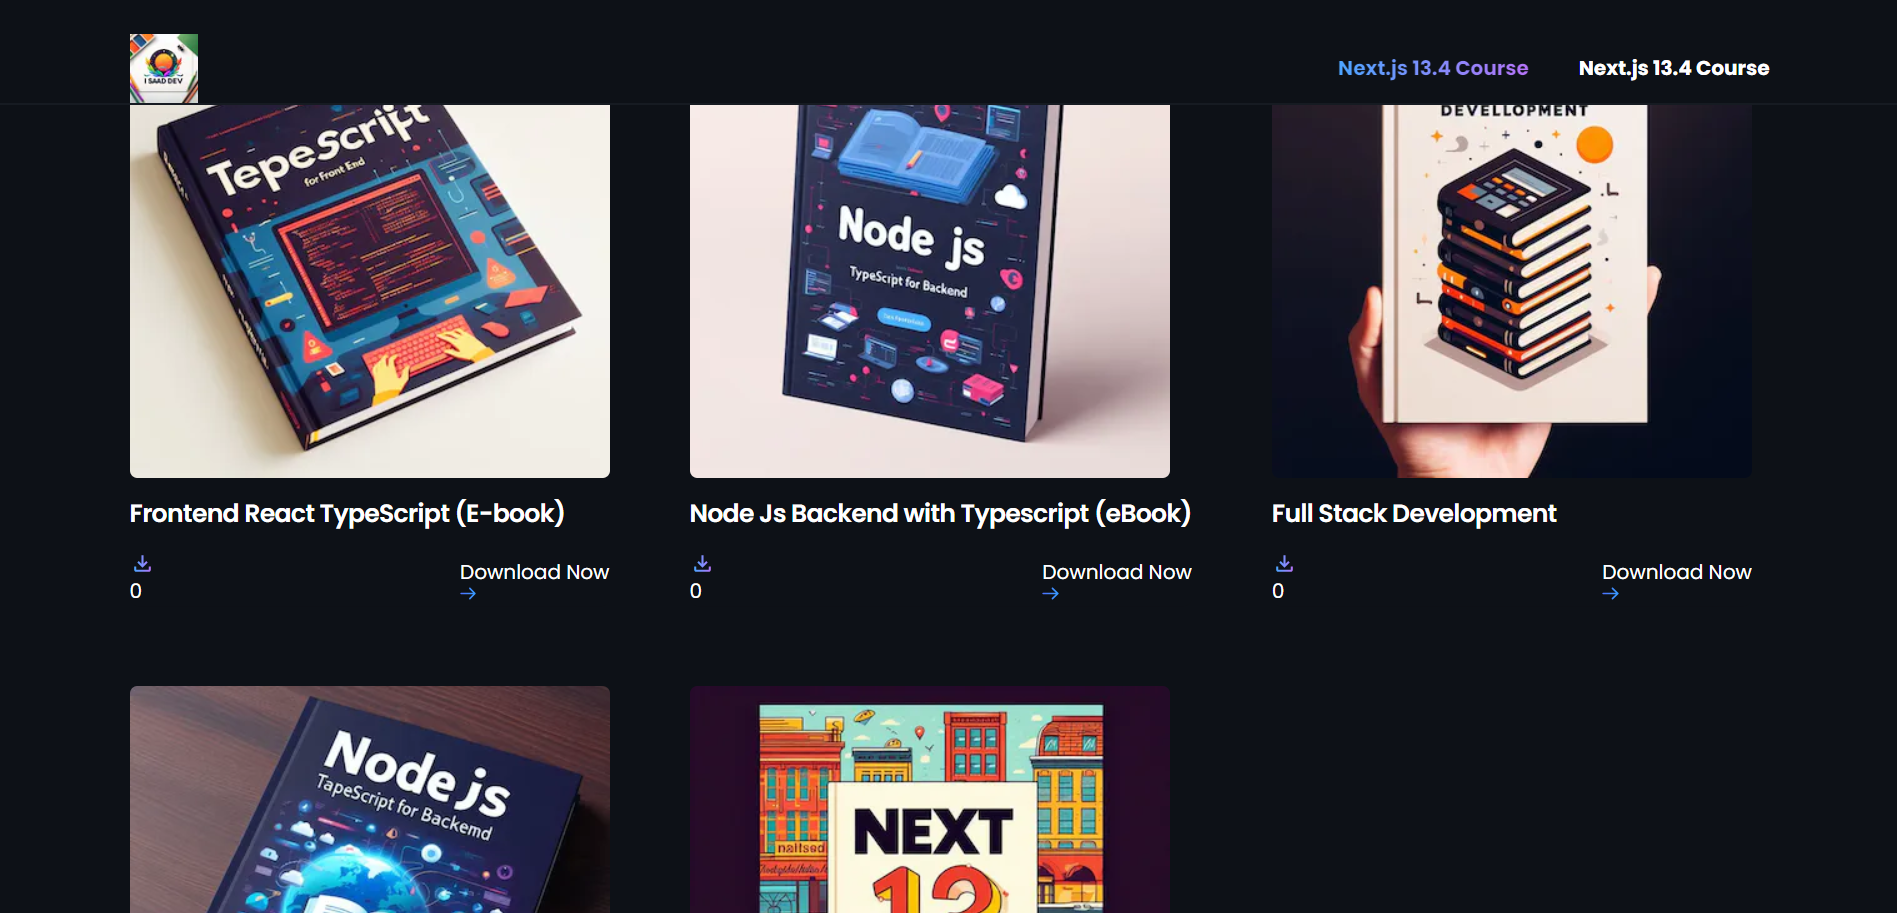 I SAAD DEV
Next.js 13.4 Course
Next.js 13.4 Course
TepeScript
for Front End
Node js
TypeScript for Backend
DEVELLOPMENT
Frontend React TypeScript (E-book)
Node Js Backend with Typescript (eBook)
Full Stack Development
0
Download Now
0
Download Now
0
Download Now
Node js
TapeScript for Backemd
NEXT
13
naitsed